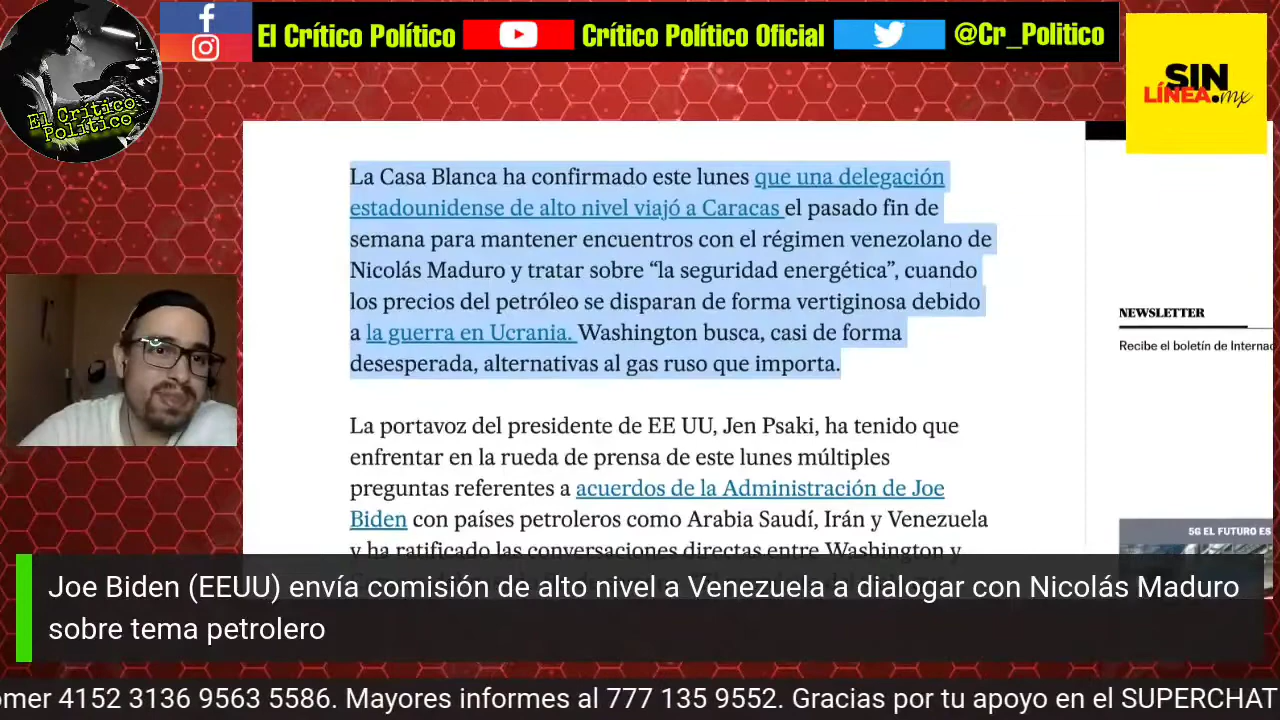 El Crítico Político
Crítico Político Oficial
@Cr_Politico
SIN
LÍNEA.mx
El Crítico
Político
La Casa Blanca ha confirmado este lunes que una delegación
estadounidense de alto nivel viajó a Caracas el pasado fin de
semana para mantener encuentros con el régimen venezolano de
Nicolás Maduro y tratar sobre “la seguridad energética”, cuando
los precios del petróleo se disparan de forma vertiginosa debido
a la guerra en Ucrania. Washington busca, casi de forma
desesperada, alternativas al gas ruso que importa.
La portavoz del presidente de EE UU, Jen Psaki, ha tenido que
enfrentar en la rueda de prensa de este lunes múltiples
preguntas referentes a acuerdos de la Administración de Joe
Biden con países petroleros como Arabia Saudí, Irán y Venezuela
y ha ratificado las conversaciones directas entre Washington y
NEWSLETTER
Recibe el boletín de Internac
5G EL FUTURO ES
Joe Biden (EEUU) envía comisión de alto nivel a Venezuela a dialogar con Nicolás Maduro
sobre tema petrolero
omer 4152 3136 9563 5586. Mayores informes al 777 135 9552. Gracias por tu apoyo en el SUPERCHAT